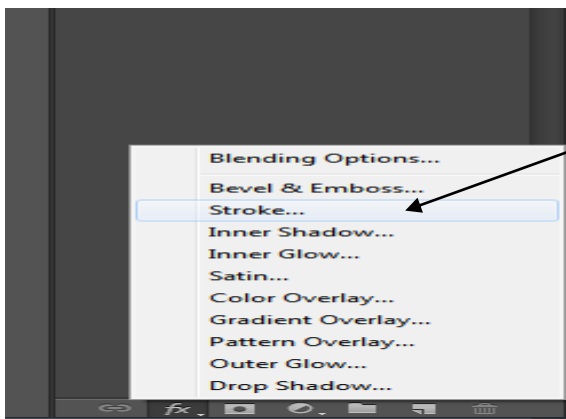 Blending Options...
Bevel & Emboss...
Stroke...
Inner Shadow...
Inner Glow...
Satin...
Color Overlay...
Gradient Overlay...
Pattern Overlay...
Outer Glow...
Drop Shadow...
fx